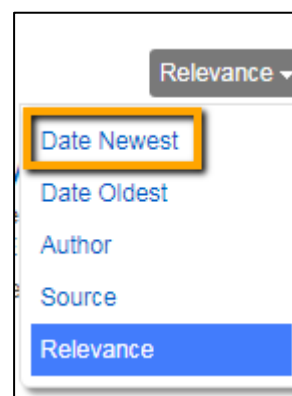 Relevance
Date Newest
Date Oldest
Author
Source
Relevance